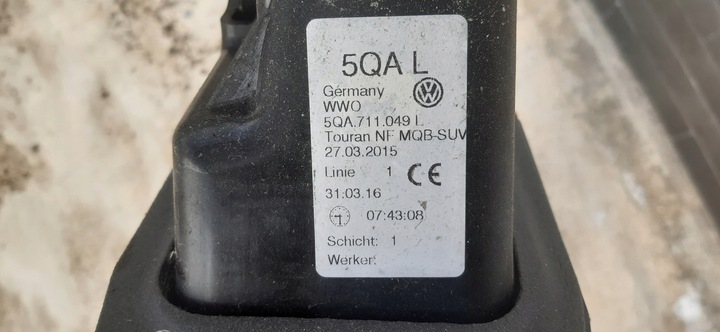 5QA L
Germany
WWO
5QA.711.049 L
Touran NF MQB-SUV
27.03.2015
Linie 1 CE
31.03.16
07:43:08
Schicht: 1
Werker: